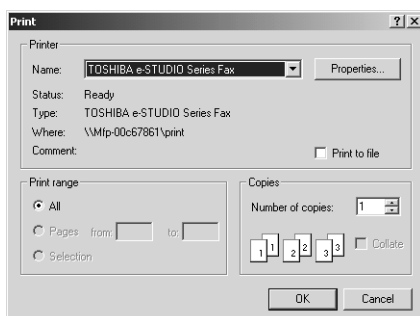 Print
Printer
Name: TOSHIBA e-STUDIO Series Fax Properties...
Status: Ready
Type: TOSHIBA e-STUDIO Series Fax
Where: \\Mfp-00c67861\print
Comment: Print to file
Print range
All
Pages from: to:
Selection
Copies
Number of copies: 1
1 1 2 2 3 3 Collate
OK Cancel